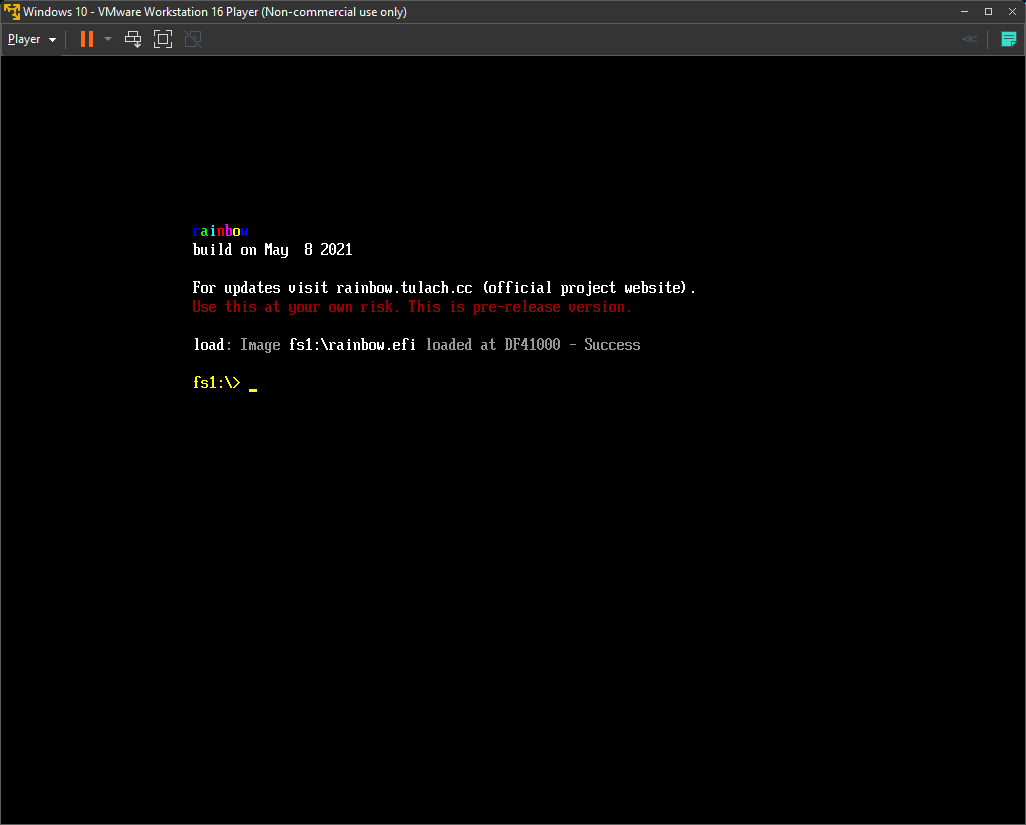 Windows 10 - VMware Workstation 16 Player (Non-commercial use only)
Player
rainbow
build on May  8 2021
For updates visit rainbow.tulach.cc (official project website).
Use this at your own risk. This is pre-release version.
load: Image fs1:\rainbow.efi loaded at DF41000 - Success
fs1:\> _